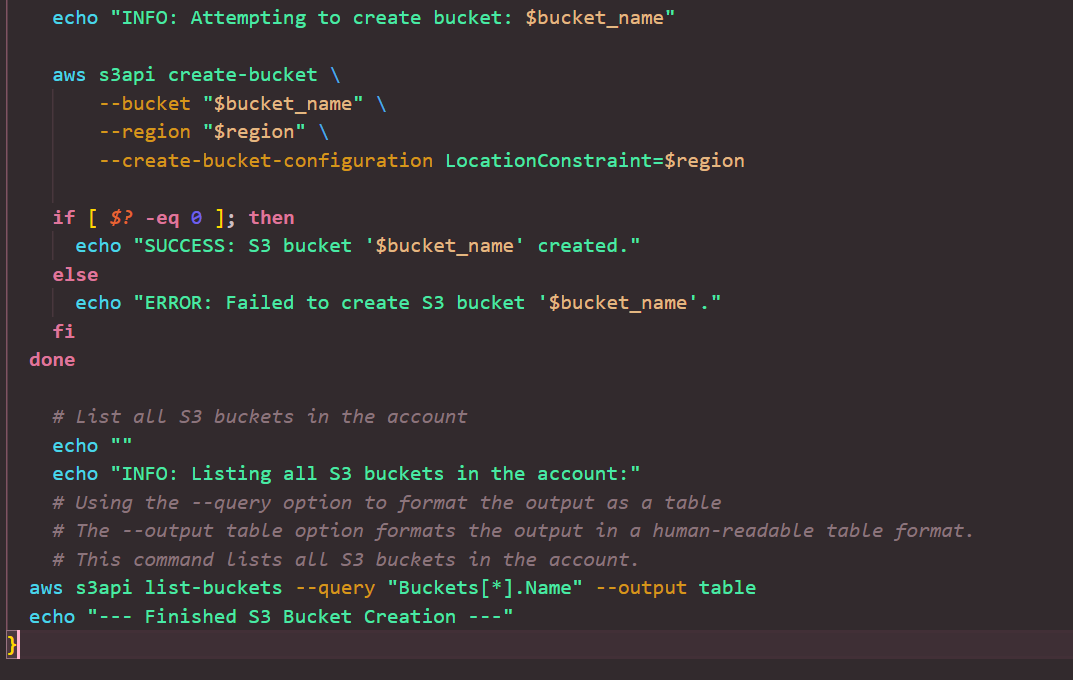 echo "INFO: Attempting to create bucket: $bucket_name"
aws s3api create-bucket \
--bucket "$bucket_name" \
--region "$region" \
--create-bucket-configuration LocationConstraint=$region
if [ $? -eq 0 ]; then
echo "SUCCESS: S3 bucket '$bucket_name' created."
else
echo "ERROR: Failed to create S3 bucket '$bucket_name'."
fi
done
# List all S3 buckets in the account
echo ""
echo "INFO: Listing all S3 buckets in the account:"
# Using the --query option to format the output as a table
# The --output table option formats the output in a human-readable table format.
# This command lists all S3 buckets in the account.
aws s3api list-buckets --query "Buckets[*].Name" --output table
echo "--- Finished S3 Bucket Creation ---"
}